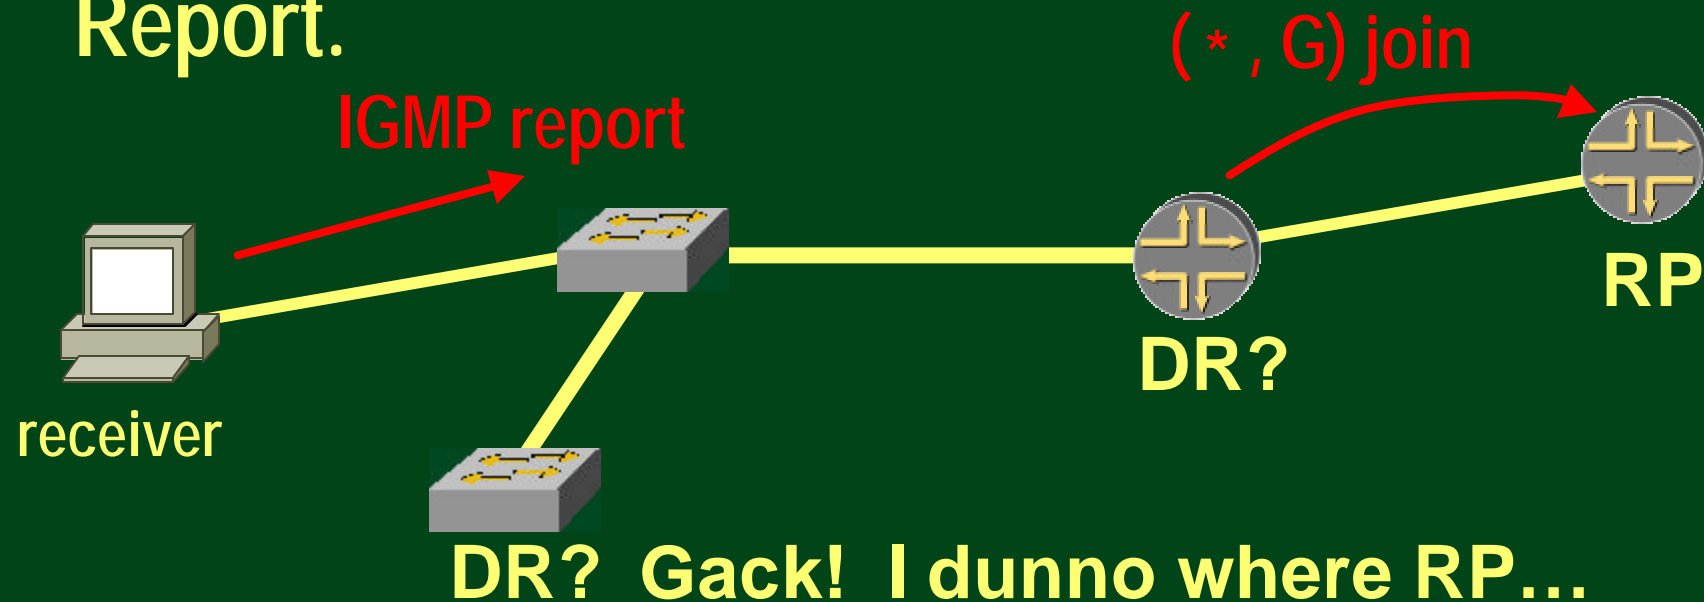 Report.
( * , G) join
IGMP report
RP
DR?
receiver
DR?  Gack!  I dunno where RP…